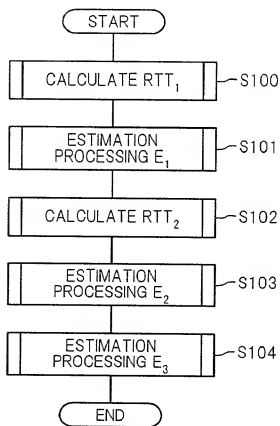 START
CALCULATE RTT₁
S100
ESTIMATION
PROCESSING E₁
S101
CALCULATE RTT₂
S102
ESTIMATION
PROCESSING E₂
S103
ESTIMATION
PROCESSING E₃
S104
END